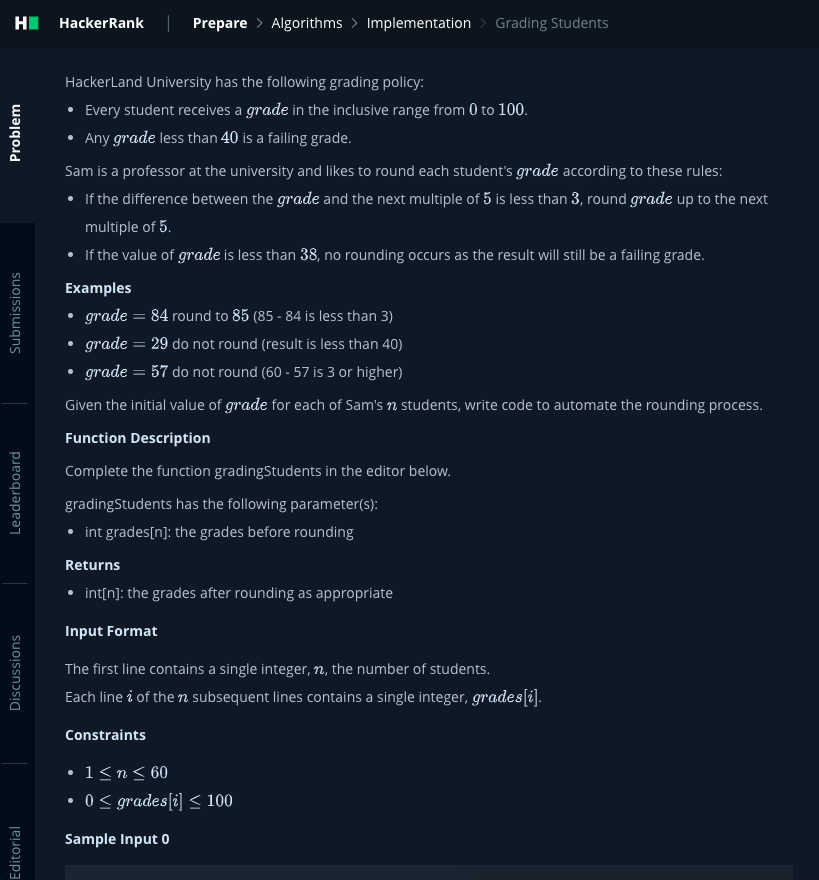 HackerRank | Prepare > Algorithms > Implementation > Grading Students
Problem
Submissions
Leaderboard
Discussions
Editorial
HackerLand University has the following grading policy:
• Every student receives a grade in the inclusive range from 0 to 100.
• Any grade less than 40 is a failing grade.
Sam is a professor at the university and likes to round each student's grade according to these rules:
• If the difference between the grade and the next multiple of 5 is less than 3, round grade up to the next
multiple of 5.
• If the value of grade is less than 38, no rounding occurs as the result will still be a failing grade.
Examples
• grade = 84 round to 85 (85 - 84 is less than 3)
• grade = 29 do not round (result is less than 40)
• grade = 57 do not round (60 - 57 is 3 or higher)
Given the initial value of grade for each of Sam's n students, write code to automate the rounding process.
Function Description
Complete the function gradingStudents in the editor below.
gradingStudents has the following parameter(s):
• int grades[n]: the grades before rounding
Returns
• int[n]: the grades after rounding as appropriate
Input Format
The first line contains a single integer, n, the number of students.
Each line i of the n subsequent lines contains a single integer, grades[i].
Constraints
• 1 ≤ n ≤ 60
• 0 ≤ grades[i] ≤ 100
Sample Input 0